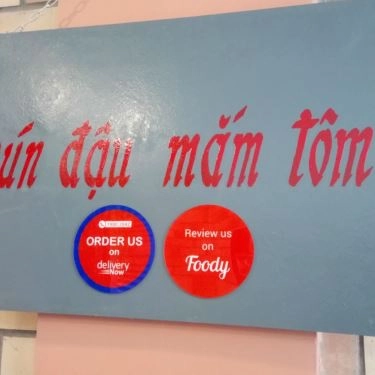 ún đậu mắm tôm
ORDER US
on
delivery
Now
Review us
on
Foody